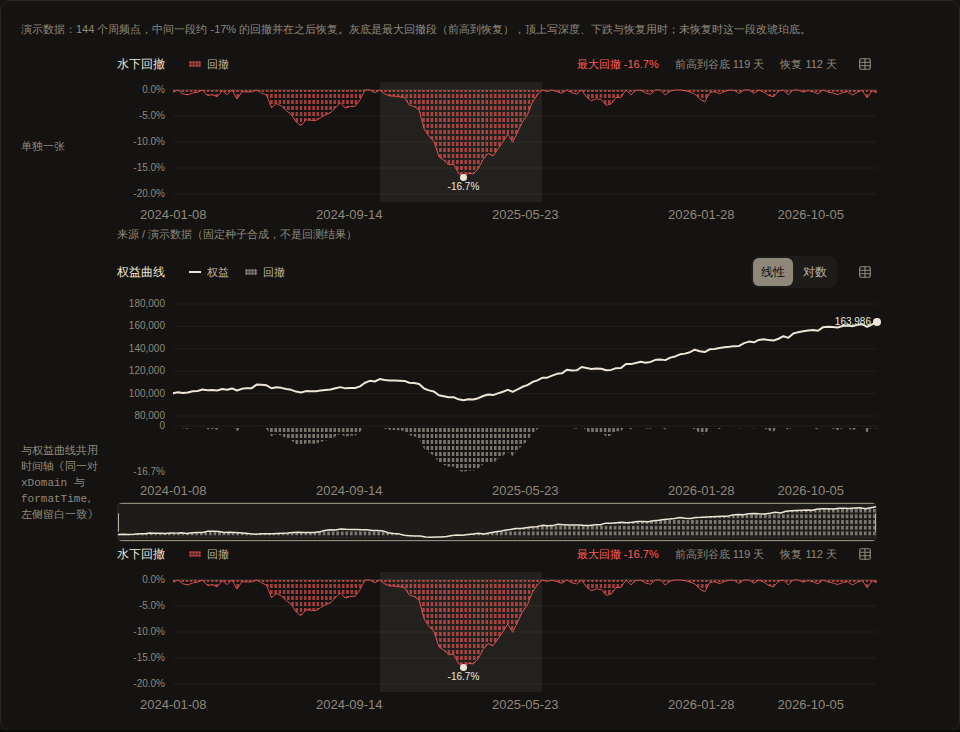 演示数据：144 个周频点，中间一段约 -17% 的回撤并在之后恢复。灰底是最大回撤段（前高到恢复），顶上写深度、下跌与恢复用时；未恢复时这一段改琥珀。
水下回撤 回撤 最大回撤 -16.7% 前高到谷底 119 天 恢复 112 天
0.0%
-5.0%
单独一张
-10.0%
-15.0%
-16.7%
-20.0%
2024-01-08 2024-09-14 2025-05-23 2026-01-28 2026-10-05
来源 / 演示数据（固定种子合成，不是回测结果）
权益曲线 权益 回撤 线性 对数
180,000
160,000
163,986
140,000
120,000
100,000
80,000
0
与权益曲线共用
时间轴（同一对
xDomain 与
formatTime,
左侧留白一致）
-16.7%
2024-01-08 2024-09-14 2025-05-23 2026-01-28 2026-10-05
水下回撤 回撤 最大回撤 -16.7% 前高到谷底 119 天 恢复 112 天
0.0%
-5.0%
-10.0%
-15.0%
-16.7%
-20.0%
2024-01-08 2024-09-14 2025-05-23 2026-01-28 2026-10-05